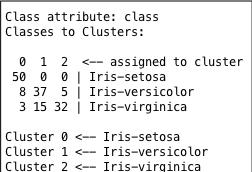 Class attribute: class
Classes to Clusters:
0 1 2 <-- assigned to cluster
50 0 0 | Iris-setosa
8 37 5 | Iris-versicolor
3 15 32 | Iris-virginica
Cluster 0 <-- Iris-setosa
Cluster 1 <-- Iris-versicolor
Cluster 2 <-- Iris-virginica